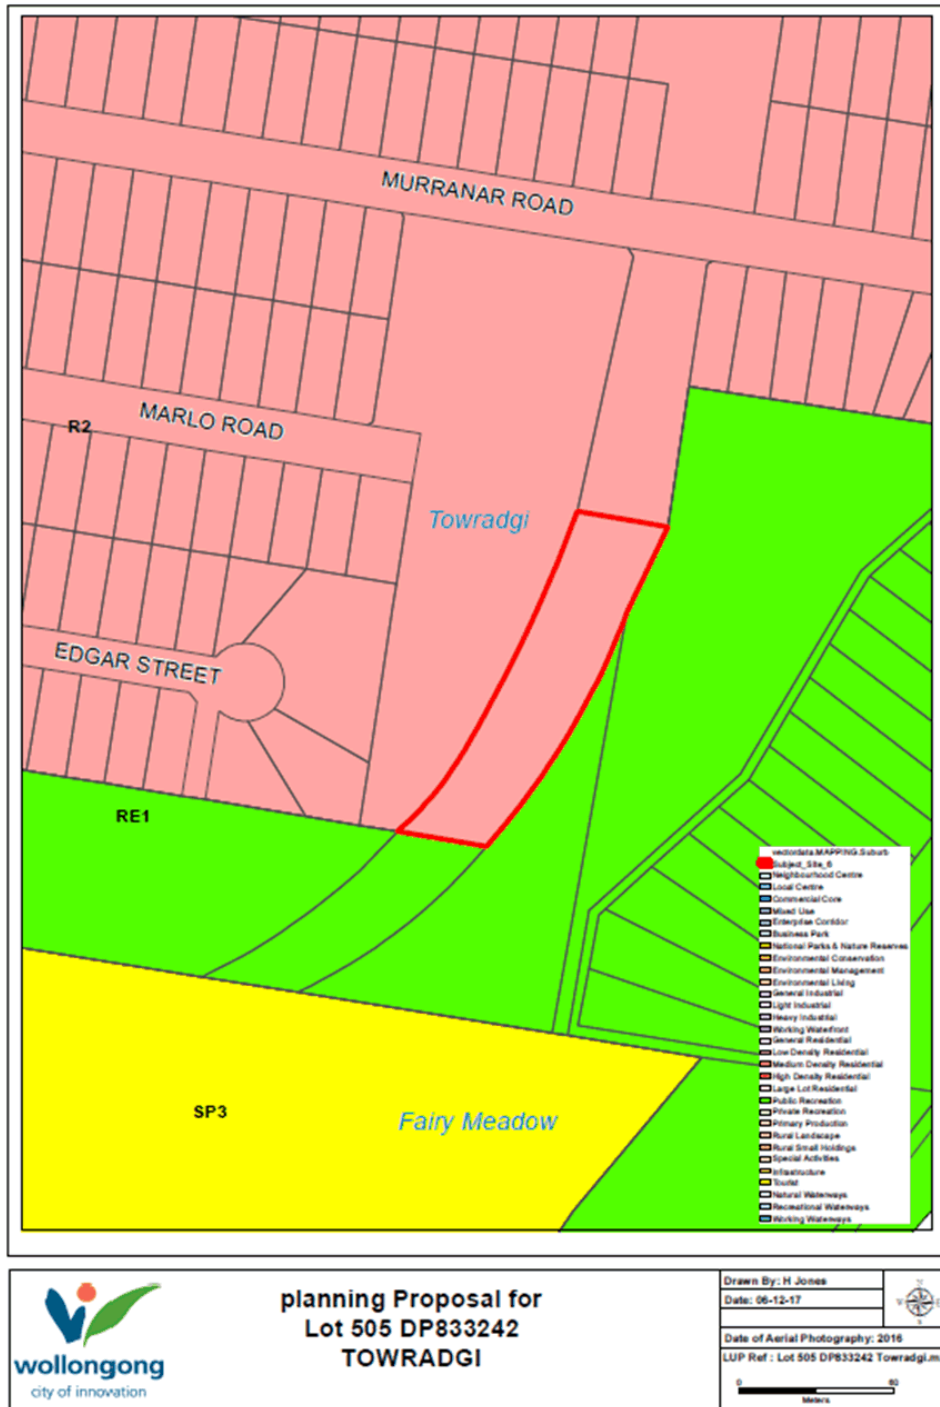 MURRANAR ROAD
MARLO ROAD
R2
Towradgi
EDGAR STREET
RE1
SP3
Fairy Meadow
vectordata.MAPPING.Suburb
Subject_Site_6
Neighbourhood Centre
Local Centre
Commercial Core
Mixed Use
Enterprise Corridor
Business Park
National Parks & Nature Reserves
Environmental Conservation
Environmental Management
Environmental Living
General Industrial
Light Industrial
Heavy Industrial
Working Waterfront
General Residential
Low Density Residential
Medium Density Residential
High Density Residential
Large Lot Residential
Public Recreation
Private Recreation
Primary Production
Rural Landscape
Rural Small Holdings
Special Activities
Infrastructure
Tourist
Natural Waterways
Recreational Waterways
Working Waterways
wollongong
city of innovation
planning Proposal for
Lot 505 DP833242
TOWRADGI
Drawn By: H Jones
Date: 06-12-17
Date of Aerial Photography: 2016
LUP Ref : Lot 505 DP833242 Towradgi.m
0
Meters